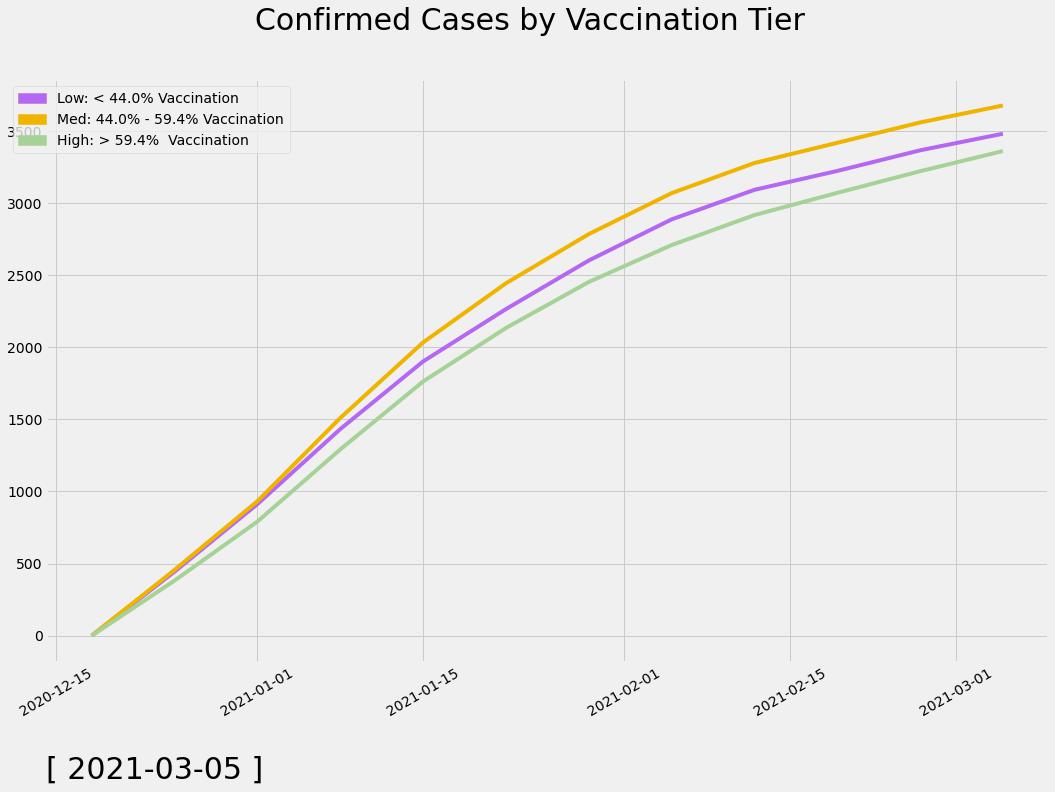 Confirmed Cases by Vaccination Tier
Low: < 44.0% Vaccination
Med: 44.0% - 59.4% Vaccination
High: > 59.4%  Vaccination
3500
3000
2500
2000
1500
1000
500
0
2020-12-15
2021-01-01
2021-01-15
2021-02-01
2021-02-15
2021-03-01
[ 2021-03-05 ]